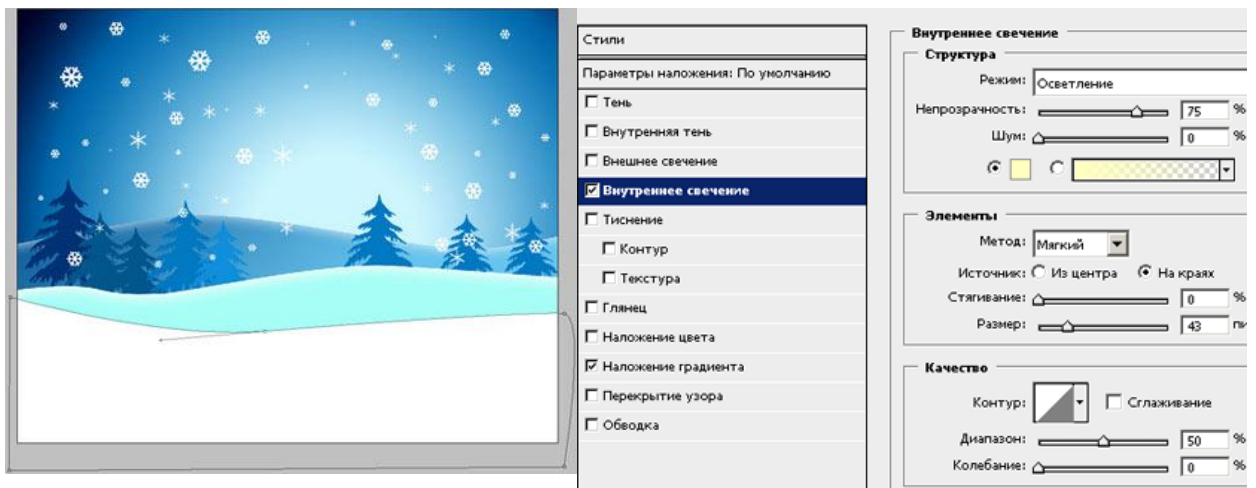 Стили
Параметры наложения: По умолчанию
Тень
Внутренняя тень
Внешнее свечение
Внутреннее свечение
Тиснение
Контур
Текстура
Глянец
Наложение цвета
Наложение градиента
Перекрытие узора
Обводка
Внутреннее свечение
Структура
Режим: Осветление
Непрозрачность: 75 %
Шум: 0 %
Элементы
Метод: Мягкий
Источник: Из центра На краях
Стягивание: 0 %
Размер: 43
Качество
Контур: Сглаживание
Диапазон: 50 %
Колебание: 0 %